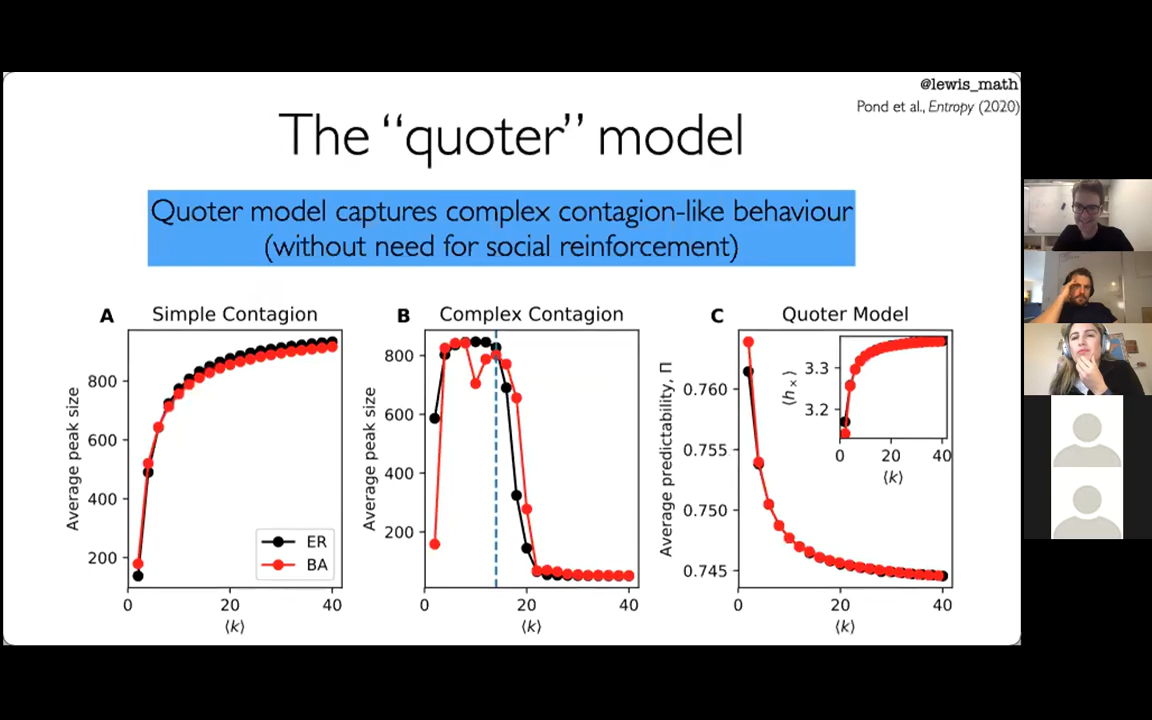 @lewis_math
Pond et al., Entropy (2020)
The “quoter” model
Quoter model captures complex contagion-like behaviour
(without need for social reinforcement)
A Simple Contagion
Average peak size
800
600
400
200
0 20 40
⟨k⟩
ER
BA
B Complex Contagion
Average peak size
800
600
400
200
0 20 40
⟨k⟩
C Quoter Model
Average predictability, Π
0.760
0.755
0.750
0.745
0 20 40
⟨k⟩
⟨h×⟩
3.3
3.2
0 20 40
⟨k⟩